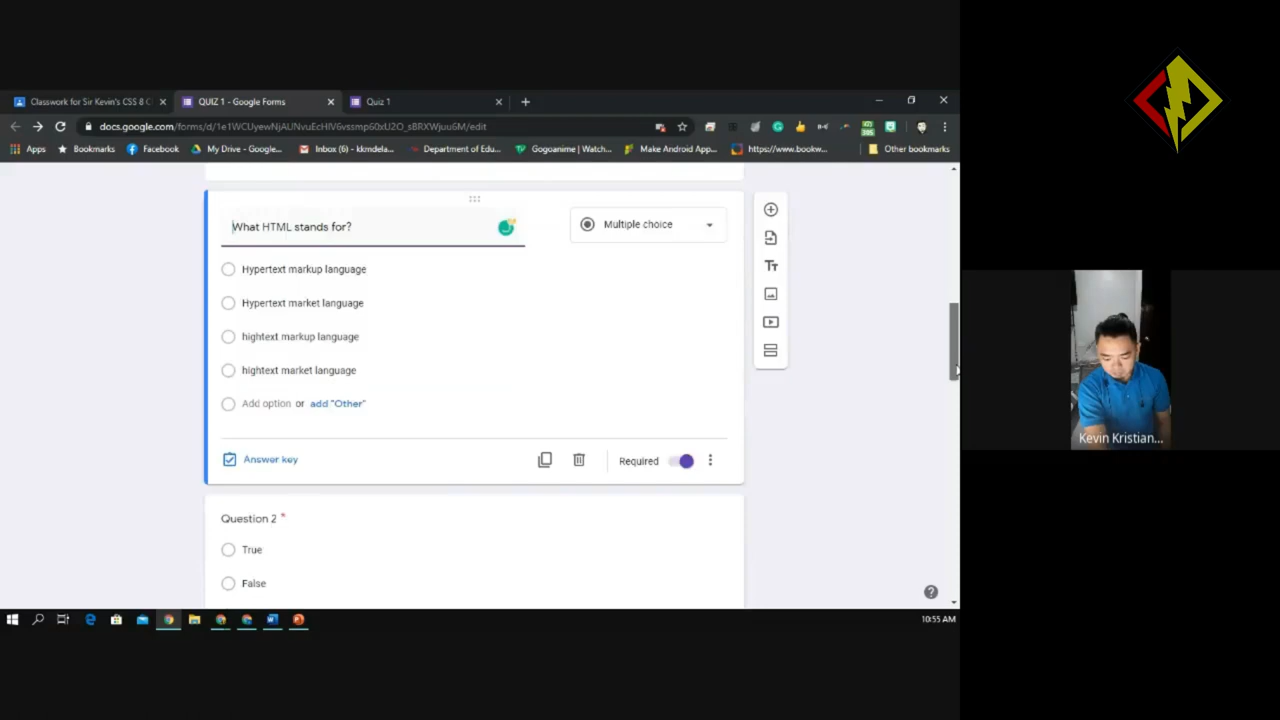 Classwork for Sir Kevin's CSS 8 C
QUIZ 1 - Google Forms
Quiz 1
docs.google.com/forms/d/1e1WCUyewNjAUNvuEcHIV6vssmp60xU2O_sBRXWjuu6M/edit
Apps
Bookmarks
Facebook
My Drive - Google...
Inbox (6) - kkmdela...
Department of Edu...
Gogoanime | Watch...
Make Android App...
https://www.bookw...
Other bookmarks
What HTML stands for?
Multiple choice
Hypertext markup language
Hypertext market language
hightext markup language
hightext market language
Add option or add "Other"
Answer key
Required
Question 2 *
True
False
10:55 AM
Kevin Kristian...